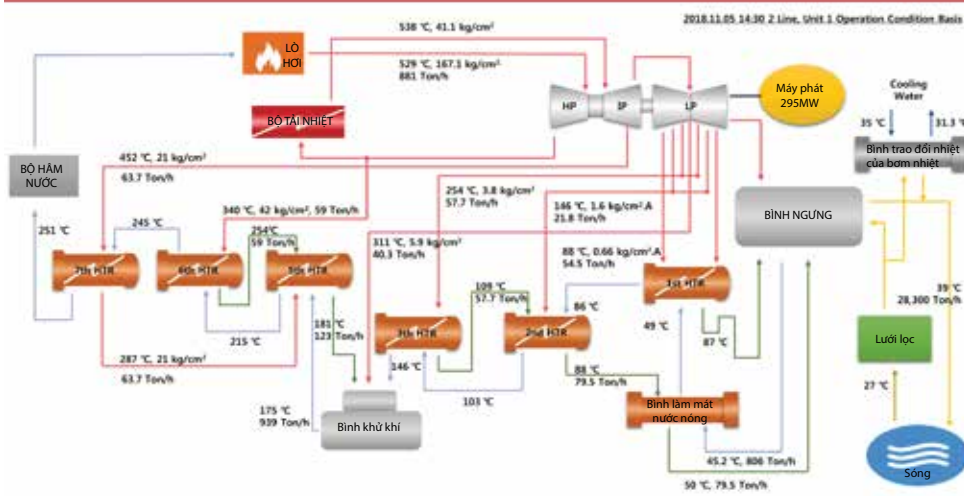 2018.11.05 14:30 2 Line, Unit 1 Operation Condition Basis
538 ℃, 41.1 kg/cm²
LÒ
HƠI
529 ℃, 167.1 kg/cm²
881 Ton/h
HP
IP
LP
Máy phát
295MW
Cooling
Water
35 ℃
31.3 ℃
BỘ TÁI NHIỆT
Bình trao đổi nhiệt
của bơm nhiệt
BỘ HÂM
NƯỚC
452 ℃, 21 kg/cm²
63.7 Ton/h
340 ℃, 42 kg/cm², 59 Ton/h
254 ℃, 3.8 kg/cm²
57.7 Ton/h
146 ℃, 1.6 kg/cm².A
21.8 Ton/h
BÌNH NGƯNG
251 ℃
245 ℃
254℃
59 Ton/h
311 ℃, 5.9 kg/cm²
40.3 Ton/h
88 ℃, 0.66 kg/cm².A
54.5 Ton/h
7th HTR
6th HTR
5th HTR
1st HTR
109 ℃
57.7 Ton/h
86 ℃
39 ℃
28,300 Ton/h
181 ℃
123 Ton/h
3th HTR
2nd HTR
49 ℃
87 ℃
Lưới lọc
215 ℃
287 ℃, 21 kg/cm²
63.7 Ton/h
146 ℃
88 ℃
79.5 Ton/h
27 ℃
103 ℃
175 ℃
939 Ton/h
Bình khử khí
Bình làm mát
nước nóng
45.2 ℃, 806 Ton/h
50 ℃, 79.5 Ton/h
Sóng